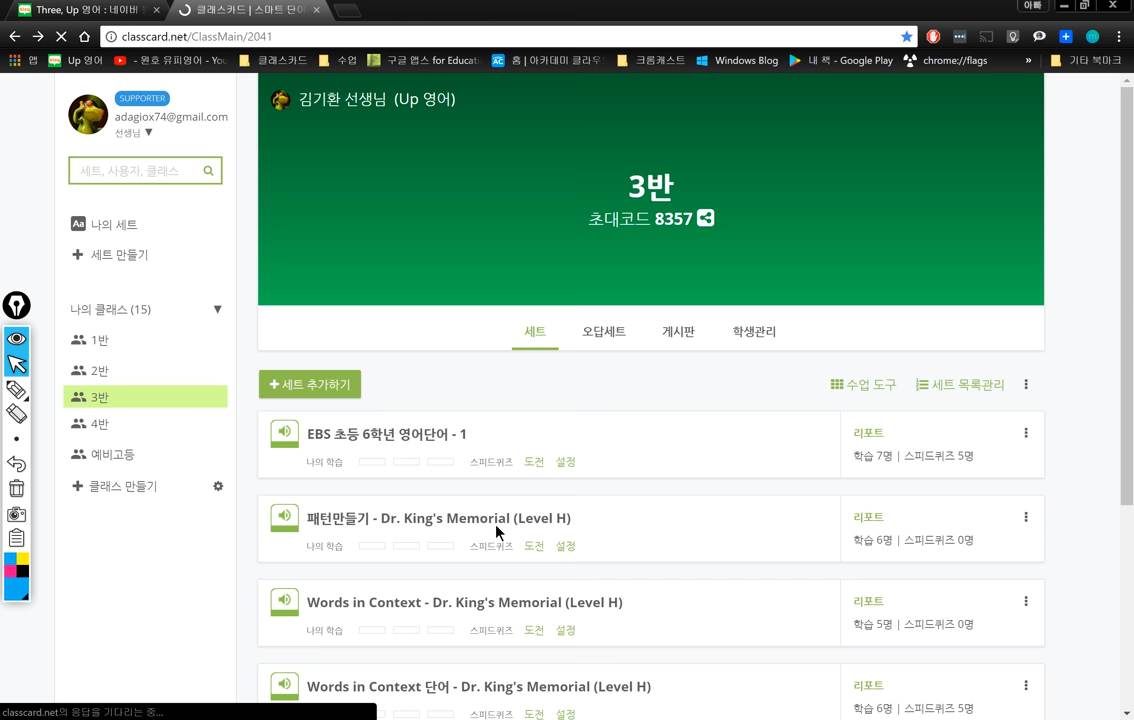 Three, Up 영어 : 네이버
클래스카드 | 스마트 단어
아빠
classcard.net/ClassMain/2041
앱
Up 영어
- 원호 유피영어 - You
클래스카드
수업
구글 앱스 for Educati
홈 | 아카데미 클라우
크롬캐스트
Windows Blog
내 책 - Google Play
chrome://flags
»
기타 북마크
SUPPORTER
adagiox74@gmail.com
선생님 ▼
세트, 사용자, 클래스
Aa 나의 세트
+ 세트 만들기
나의 클래스 (15) ▼
1반
2반
3반
4반
예비고등
+ 클래스 만들기
김기환 선생님 (Up 영어)
3반
초대코드 8357
세트 오답세트 게시판 학생관리
+ 세트 추가하기
수업 도구 세트 목록관리
EBS 초등 6학년 영어단어 - 1
나의 학습 스피드퀴즈 도전 설정
리포트
학습 7명 | 스피드퀴즈 5명
패턴만들기 - Dr. King's Memorial (Level H)
나의 학습 스피드퀴즈 도전 설정
리포트
학습 6명 | 스피드퀴즈 0명
Words in Context - Dr. King's Memorial (Level H)
나의 학습 스피드퀴즈 도전 설정
리포트
학습 5명 | 스피드퀴즈 0명
Words in Context 단어 - Dr. King's Memorial (Level H)
스피드퀴즈 도전 설정
리포트
학습 6명 | 스피드퀴즈 5명
classcard.net의 응답을 기다리는 중...